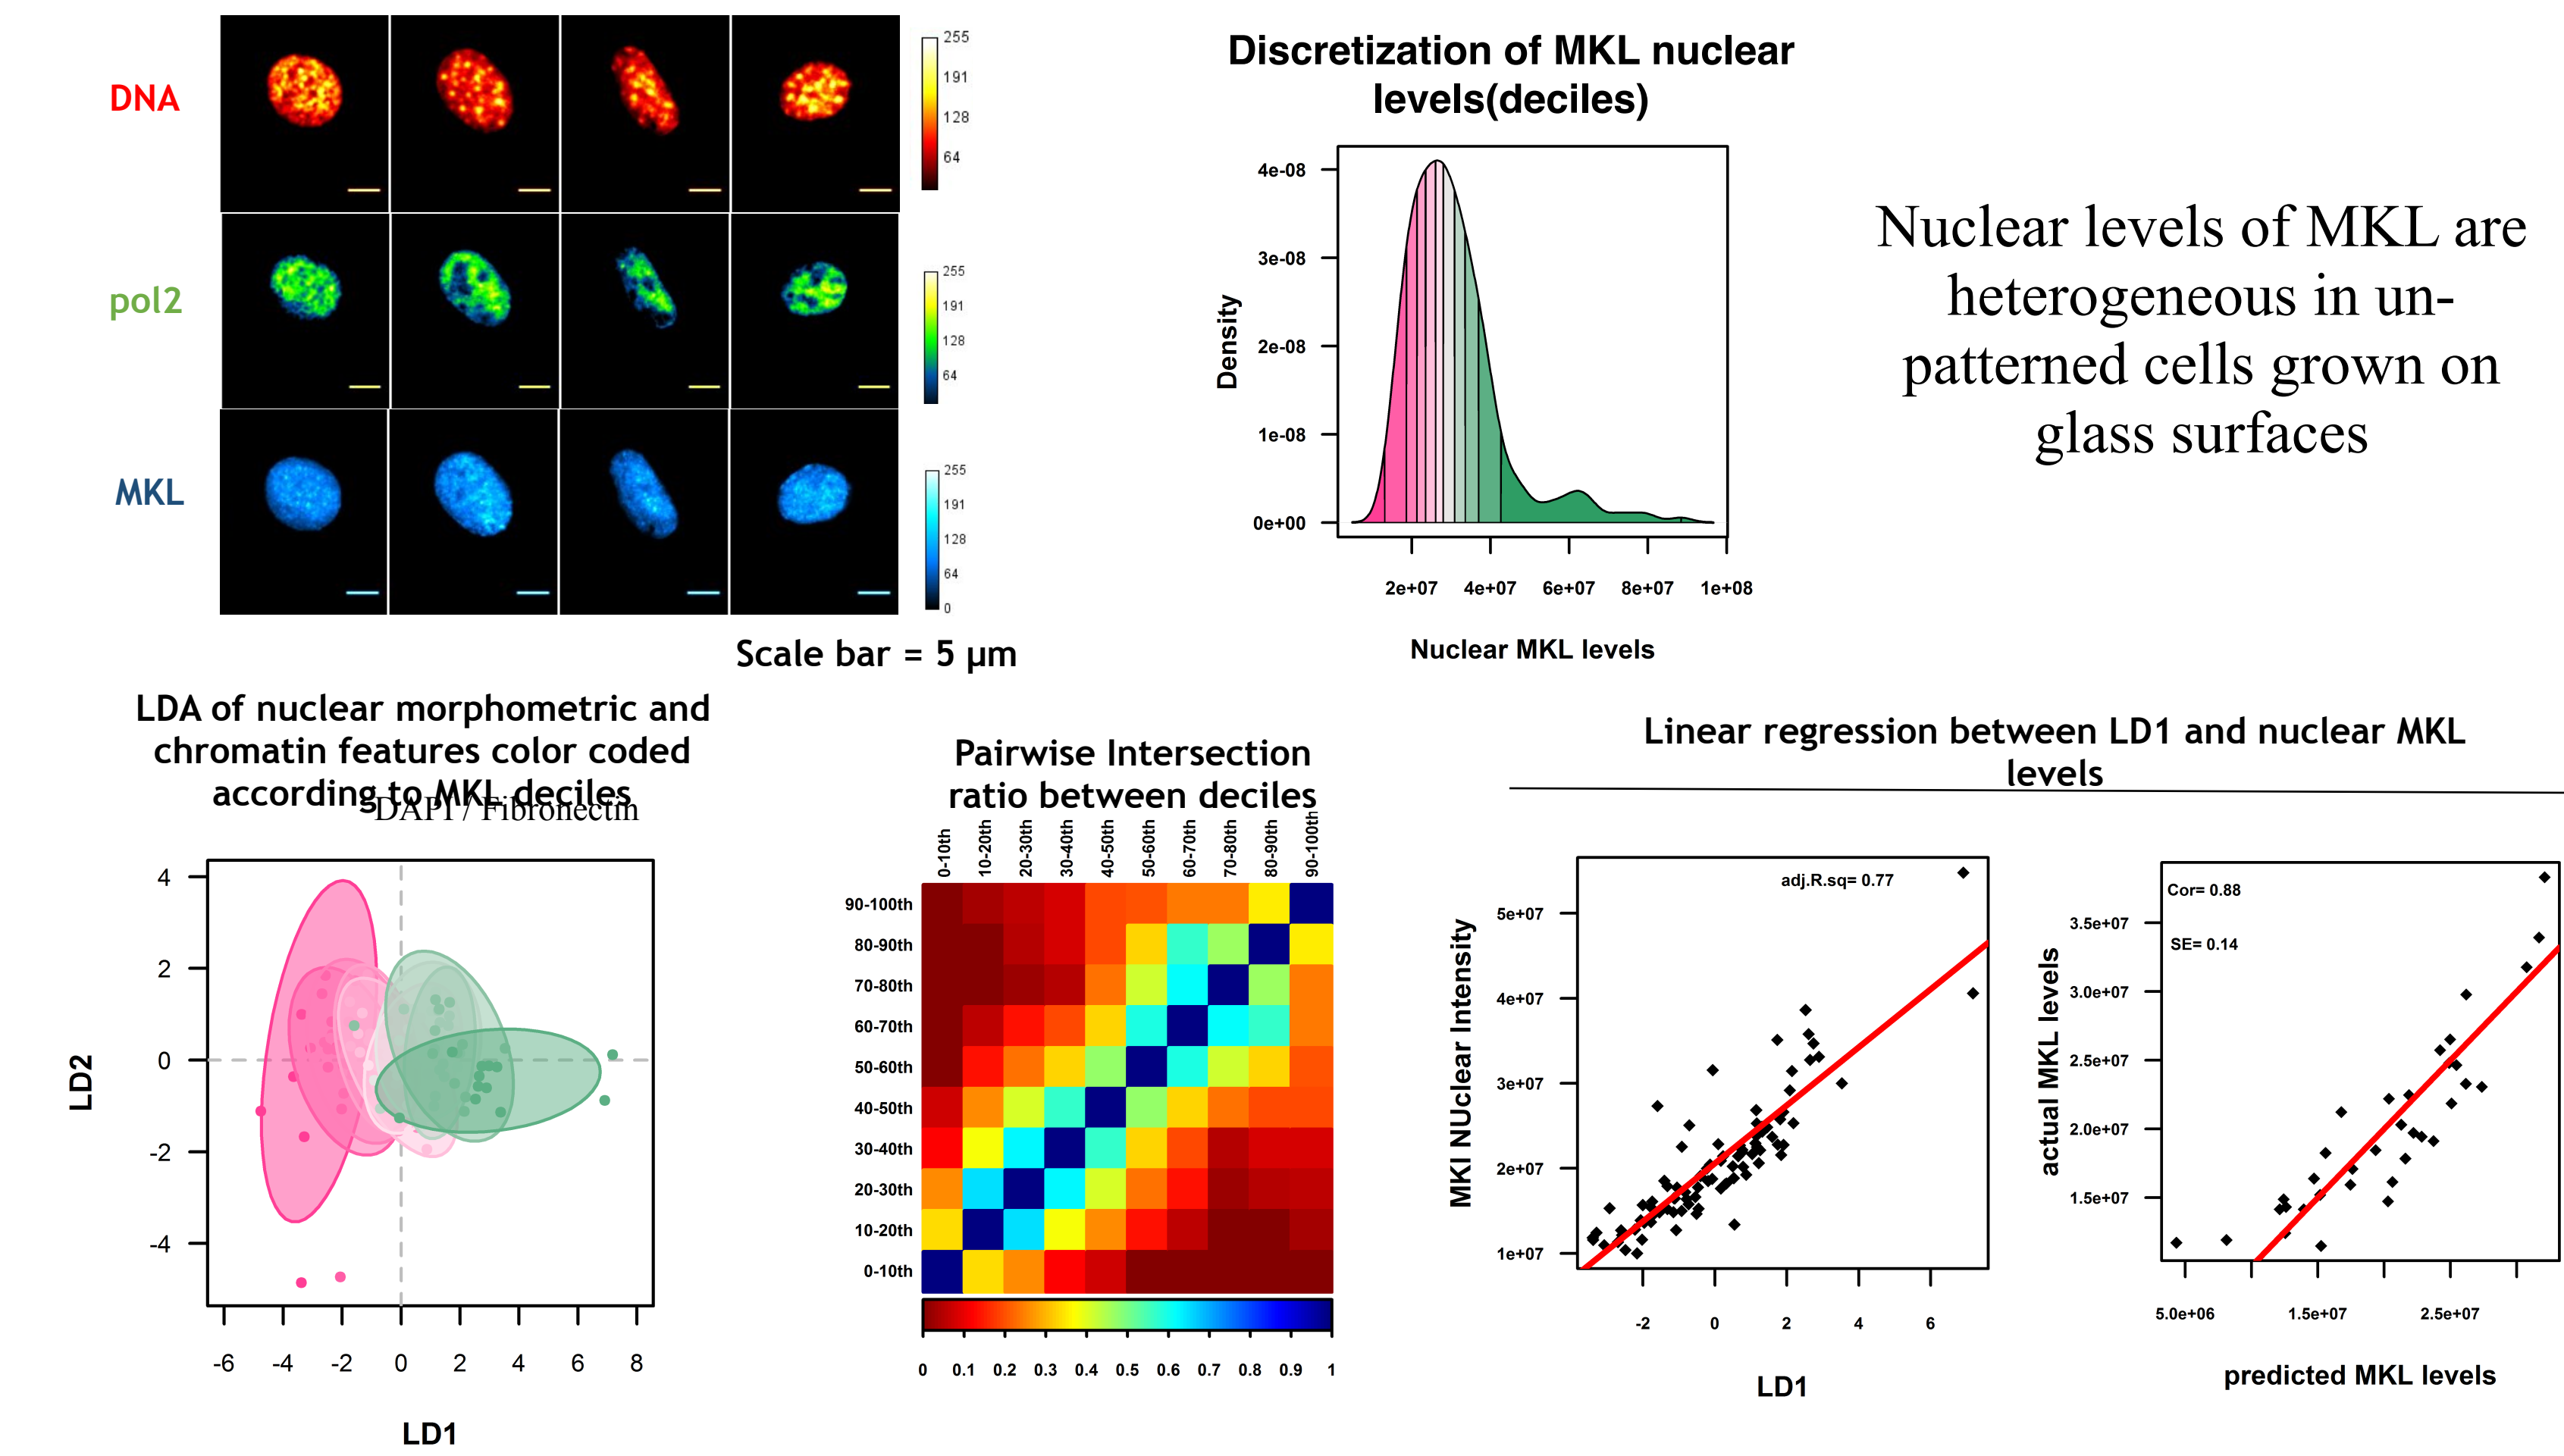 DNA
pol2
MKL
255
191
128
64
255
191
128
64
255
191
128
64
0
Scale bar = 5 µm
Discretization of MKL nuclear
levels(deciles)
4e-08
3e-08
2e-08
1e-08
0e+00
Density
2e+07 4e+07 6e+07 8e+07 1e+08
Nuclear MKL levels
Nuclear levels of MKL are
heterogeneous in un-
patterned cells grown on
glass surfaces
LDA of nuclear morphometric and
chromatin features color coded
according to MKL deciles
DAPI / Fibronectin
4
2
0
-2
-4
LD2
-6 -4 -2 0 2 4 6 8
LD1
Pairwise Intersection
ratio between deciles
0-10th 10-20th 20-30th 30-40th 40-50th 50-60th 60-70th 70-80th 80-90th 90-100th
90-100th
80-90th
70-80th
60-70th
50-60th
40-50th
30-40th
20-30th
10-20th
0-10th
0 0.1 0.2 0.3 0.4 0.5 0.6 0.7 0.8 0.9 1
Linear regression between LD1 and nuclear MKL
levels
adj.R.sq= 0.77
5e+07
4e+07
3e+07
2e+07
1e+07
MKI NUclear Intensity
-2 0 2 4 6
LD1
Cor= 0.88
SE= 0.14
3.5e+07
3.0e+07
2.5e+07
2.0e+07
1.5e+07
actual MKL levels
5.0e+06 1.5e+07 2.5e+07
predicted MKL levels